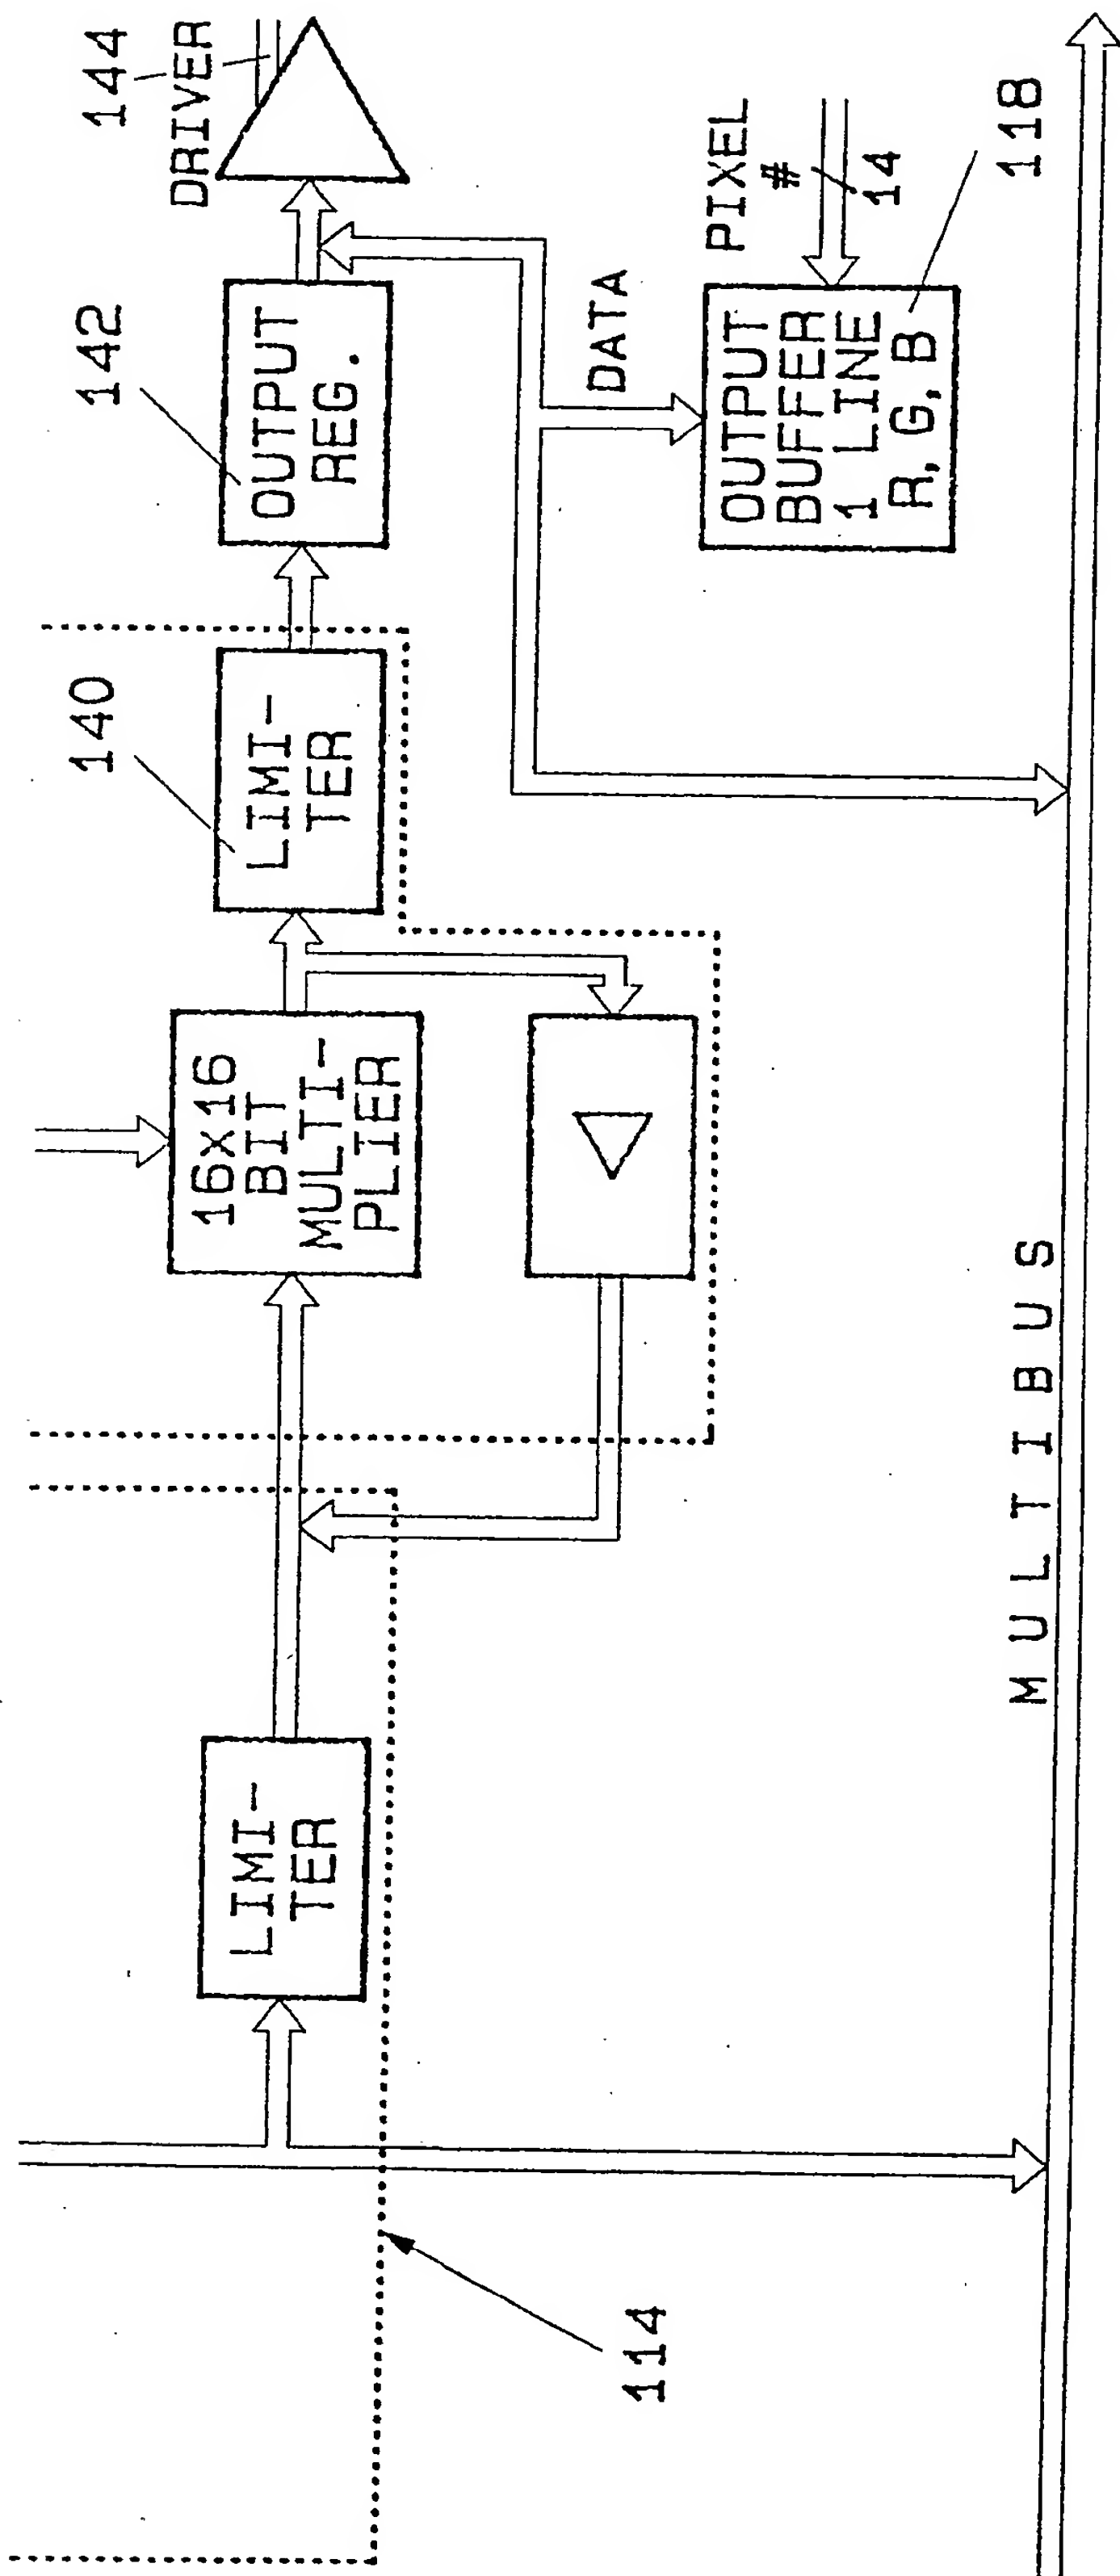 144
DRIVER
142
OUTPUT
REG.
140
LIMI-
TER
16x16
BIT
MULTI-
PLIER
LIMI-
TER
DATA
PIXEL
#
14
OUTPUT
BUFFER
1 LINE
R, G, B
118
114
MULTIBUS